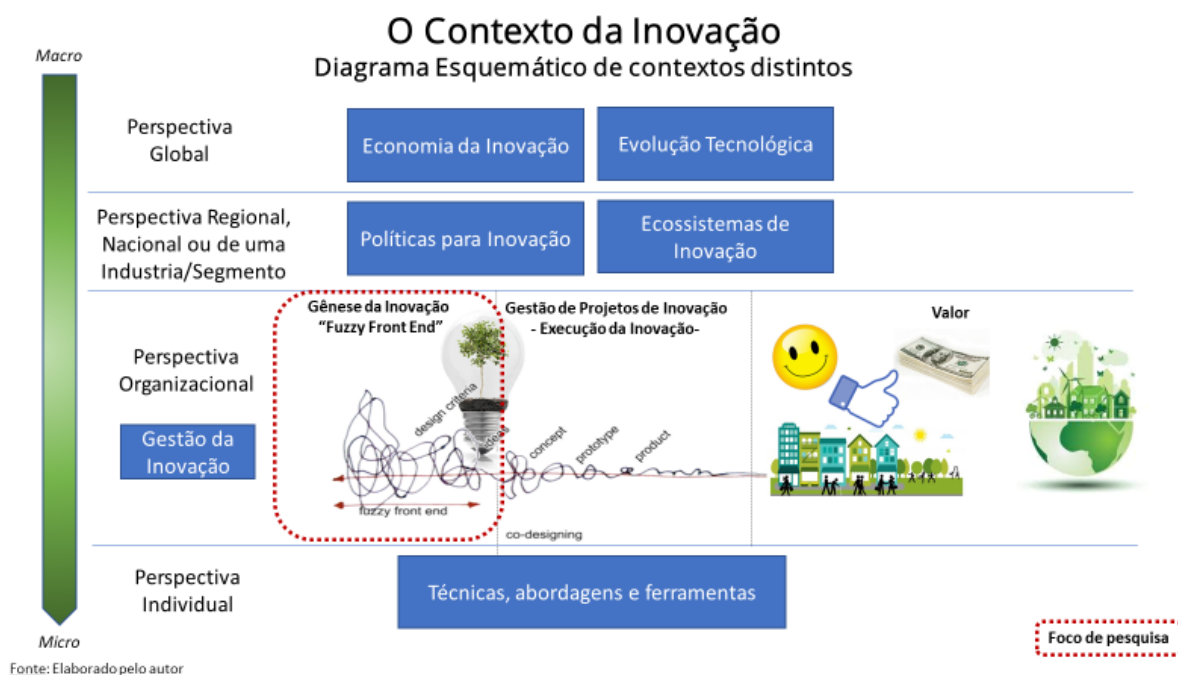 O Contexto da Inovação
Diagrama Esquemático de contextos distintos
Macro
Perspectiva
Global
Economia da Inovação
Evolução Tecnológica
Perspectiva Regional,
Nacional ou de uma
Industria/Segmento
Políticas para Inovação
Ecossistemas de
Inovação
Gênese da Inovação
“Fuzzy Front End”
Gestão de Projetos de Inovação
- Execução da Inovação-
Valor
Perspectiva
Organizacional
Gestão da
Inovação
design criteria
ideas
concept
prototype
product
fuzzy front end
co-designing
Perspectiva
Individual
Técnicas, abordagens e ferramentas
Micro
Foco de pesquisa
Fonte: Elaborado pelo autor